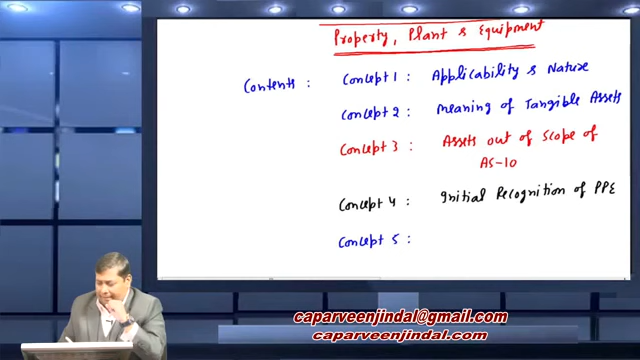 Property, Plant & Equipment
Contents : Concept 1 : Applicability & Nature
Concept 2 : Meaning of Tangible Assets
Concept 3 : Assets out of Scope of
AS-10
Concept 4 : Initial Recognition of PPE
Concept 5 :
caparveenjindal@gmail.com
caparveenjindal.com